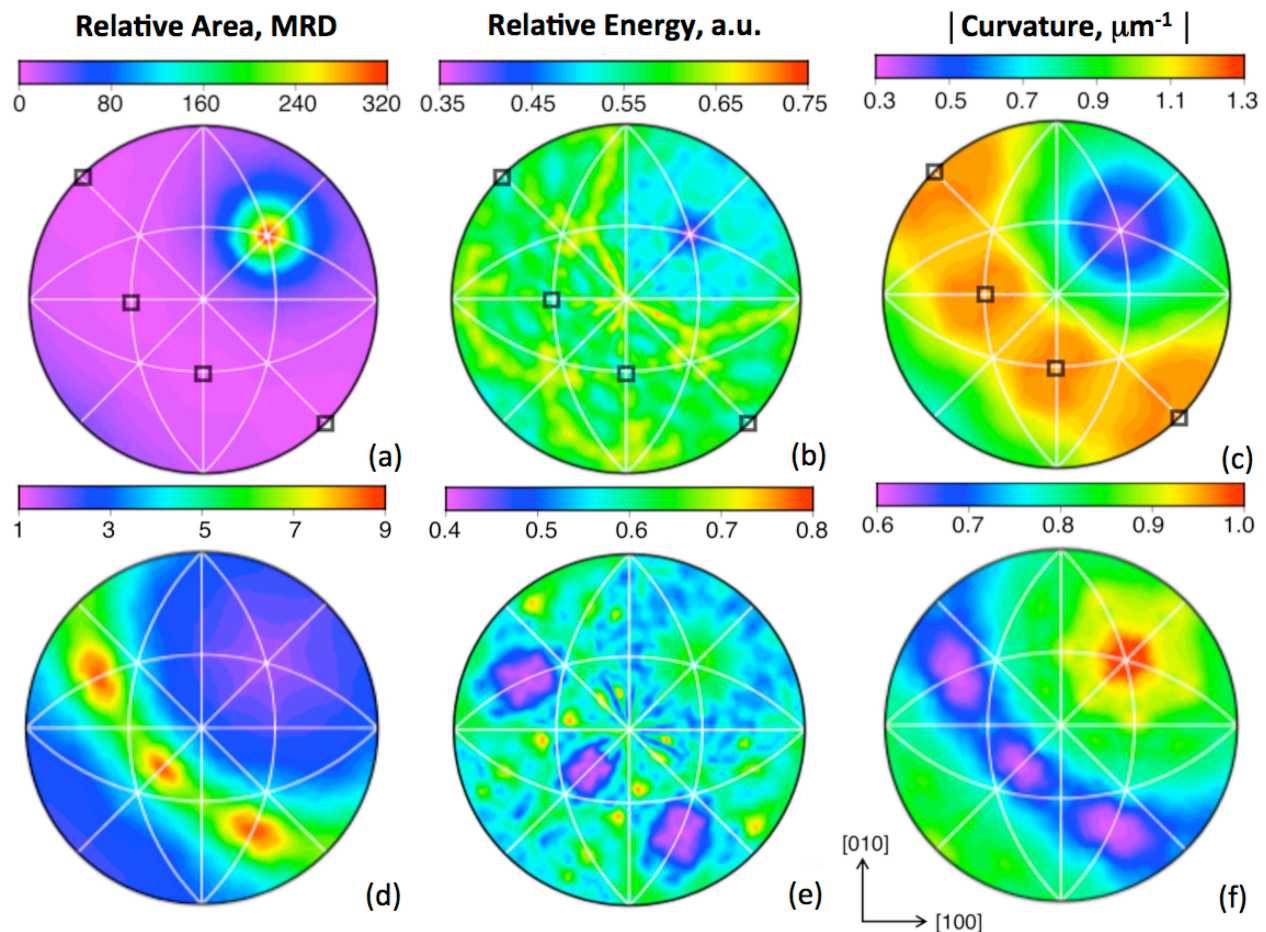 Relative Area, MRD
Relative Energy, a.u.
| Curvature, μm⁻¹ |
0 80 160 240 320
0.35 0.45 0.55 0.65 0.75
0.3 0.5 0.7 0.9 1.1 1.3
(a)
(b)
(c)
1 3 5 7 9
0.4 0.5 0.6 0.7 0.8
0.6 0.7 0.8 0.9 1.0
[010]
[100]
(d)
(e)
(f)